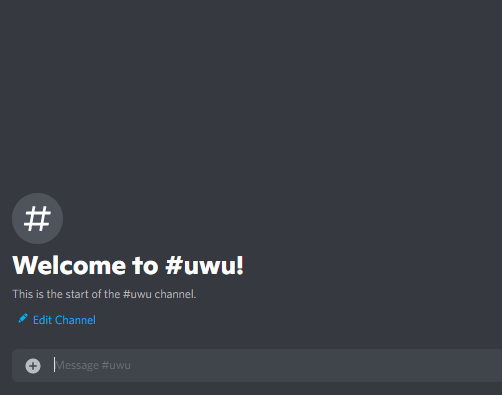 #
Welcome to #uwu!
This is the start of the #uwu channel.
Edit Channel
Message #uwu